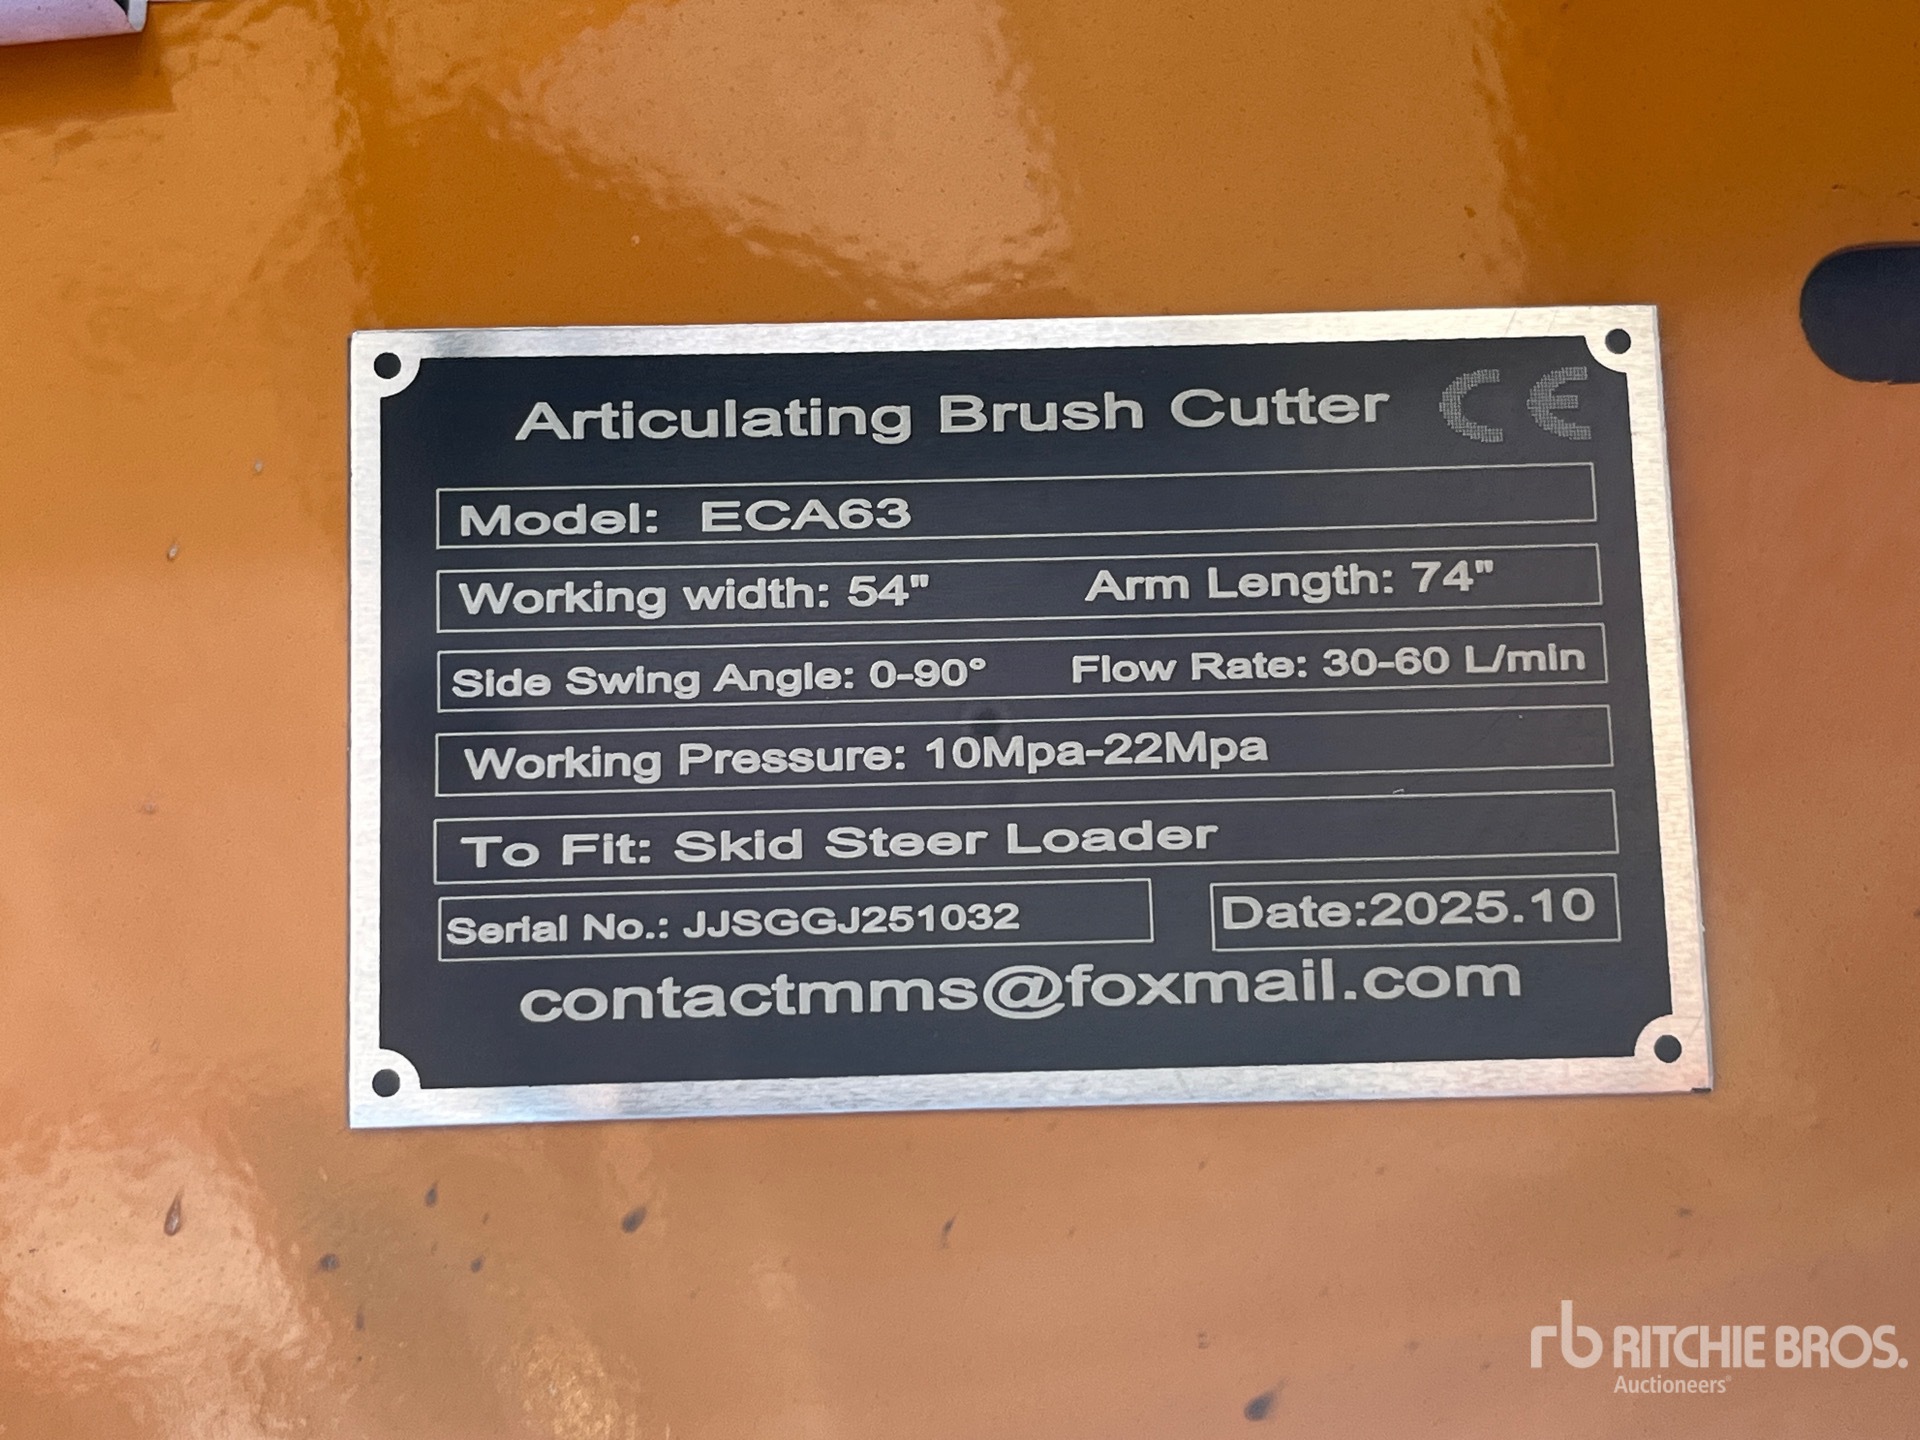 Articulating Brush Cutter CE
Model: ECA63
Working width: 54" Arm Length: 74"
Side Swing Angle: 0-90° Flow Rate: 30-60 L/min
Working Pressure: 10Mpa-22Mpa
To Fit: Skid Steer Loader
Serial No.: JJSGGJ251032 Date:2025.10
contactmms@foxmail.com
rb RITCHIE BROS.
Auctioneers